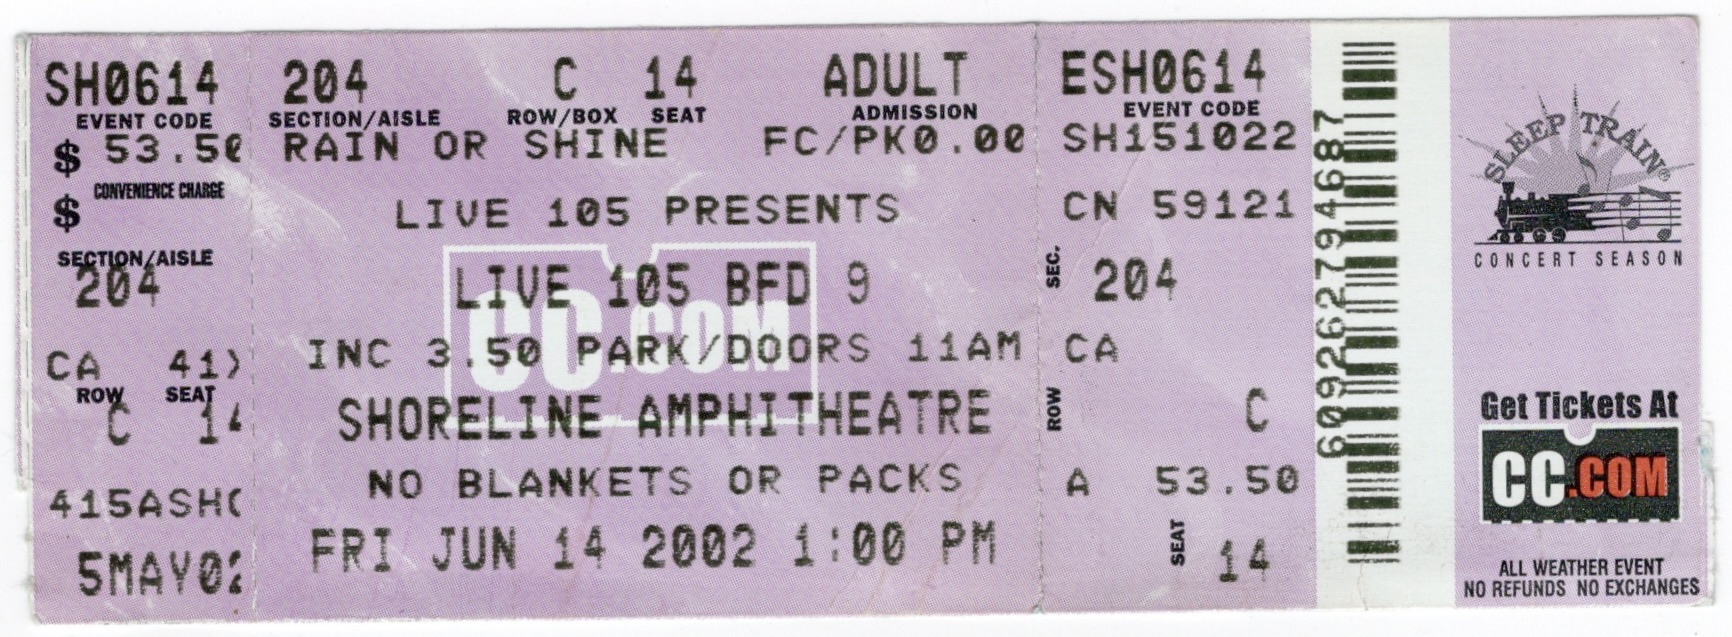 SH0614
EVENT CODE
$ 53.50
CONVENIENCE CHARGE
$
SECTION/AISLE
204
CA 41X
ROW SEAT
C 14
415ASHO
5MAY02
204 C 14 ADULT
SECTION/AISLE ROW/BOX SEAT ADMISSION
RAIN OR SHINE FC/PK0.00
LIVE 105 PRESENTS
LIVE 105 BFD 9
CC.COM
INC 3.50 PARK/DOORS 11AM
SHORELINE AMPHITHEATRE
NO BLANKETS OR PACKS
FRI JUN 14 2002 1:00 PM
ESH0614
EVENT CODE
SH151022
CN 59121
SEC. 204
CA
ROW C
A 53.50
SEAT 14
609262794687
SLEEP TRAIN®
CONCERT SEASON
Get Tickets At
CC.COM
ALL WEATHER EVENT
NO REFUNDS NO EXCHANGES